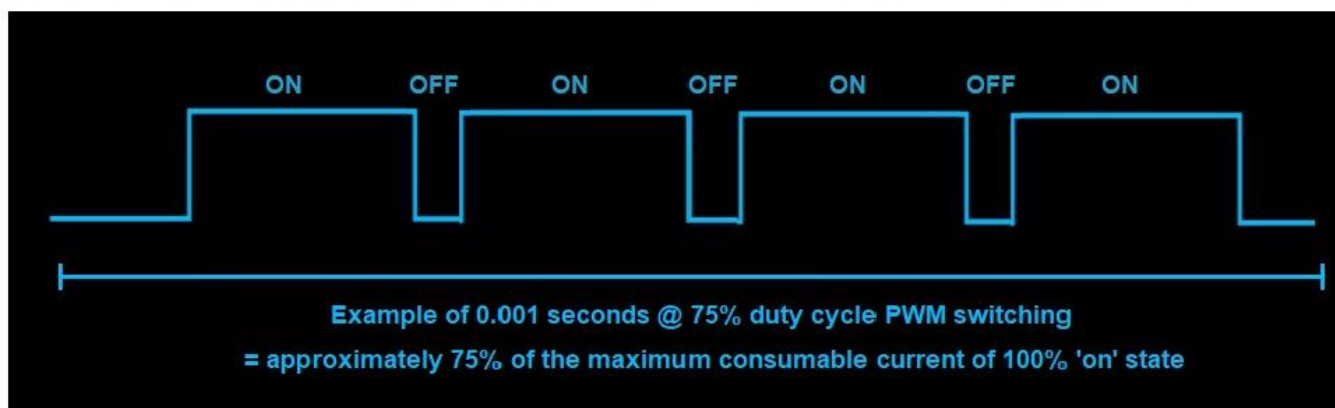 ON OFF ON OFF ON OFF ON
Example of 0.001 seconds @ 75% duty cycle PWM switching
= approximately 75% of the maximum consumable current of 100% 'on' state